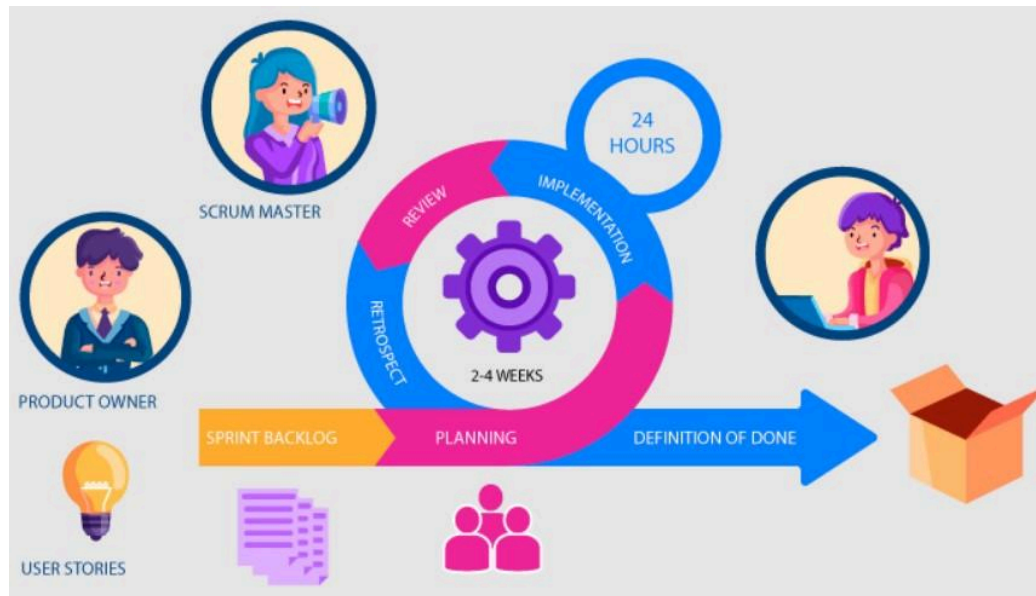 SCRUM MASTER
PRODUCT OWNER
USER STORIES
24
HOURS
REVIEW
IMPLEMENTATION
RETROSPECT
2-4 WEEKS
SPRINT BACKLOG
PLANNING
DEFINITION OF DONE